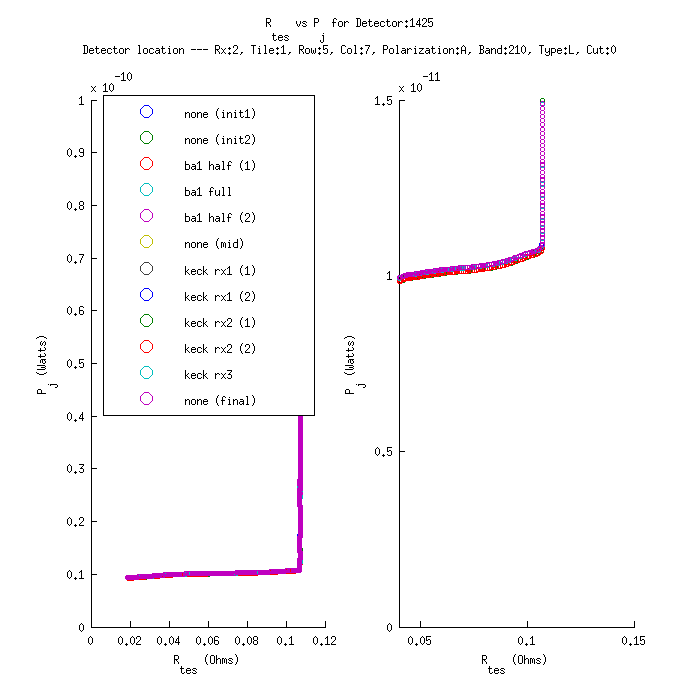 R    vs P  for Detector:1425
tes    j
Detector location --- Rx:2, Tile:1, Row:5, Col:7, Polarization:A, Band:210, Type:L, Cut:0
x 10^-10
1
0.9
0.8
0.7
0.6
0.5
0.4
0.3
0.2
0.1
0
P_j (Watts)
none (init1)
none (init2)
ba1 half (1)
ba1 full
ba1 half (2)
none (mid)
keck rx1 (1)
keck rx1 (2)
keck rx2 (1)
keck rx2 (2)
keck rx3
none (final)
0 0.02 0.04 0.06 0.08 0.1 0.12
R_tes (Ohms)
x 10^-11
1.5
1
0.5
0
P_j (Watts)
0.05 0.1 0.15
R_tes (Ohms)